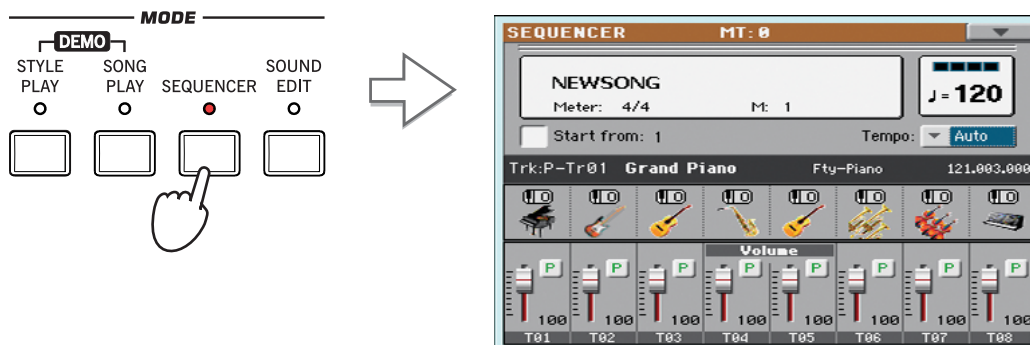 MODE
DEMO
STYLE PLAY
SONG PLAY
SEQUENCER
SOUND EDIT
SEQUENCER MT: 0
NEWSONG
Meter: 4/4 M: 1
♩ = 120
Start from: 1 Tempo: Auto
Trk:P-Tr01 Grand Piano Fty-Piano 121.003.000
Volume
P P P P P P P P
100 100 100 100 100 100 100 100
T01 T02 T03 T04 T05 T06 T07 T08